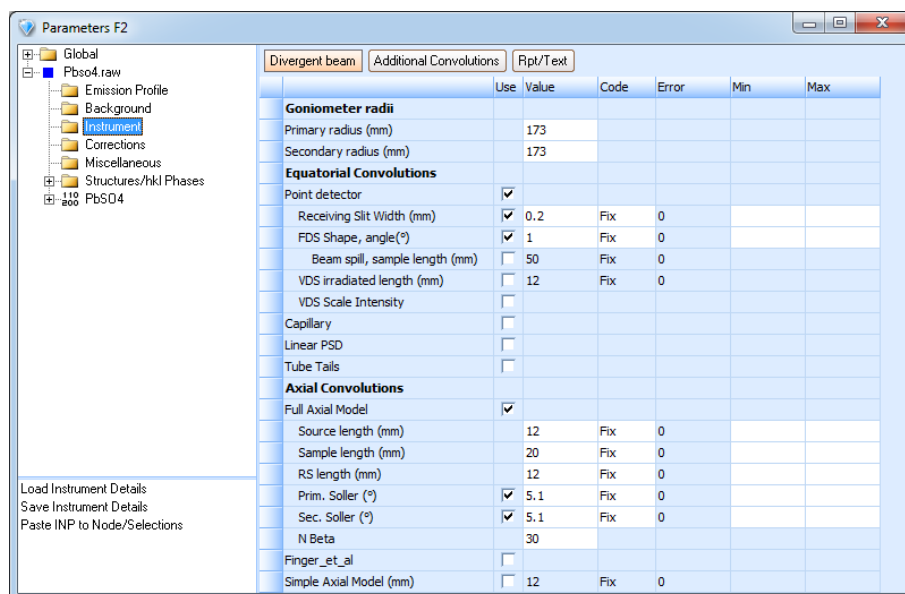 Parameters F2
Global
Pbso4.raw
Emission Profile
Background
Instrument
Corrections
Miscellaneous
Structures/hkl Phases
110 200 PbSO4
Load Instrument Details
Save Instrument Details
Paste INP to Node/Selections
Divergent beam Additional Convolutions Rpt/Text
Use Value Code Error Min Max
Goniometer radii
Primary radius (mm) 173
Secondary radius (mm) 173
Equatorial Convolutions
Point detector
Receiving Slit Width (mm) 0.2 Fix 0
FDS Shape, angle(°) 1 Fix 0
Beam spill, sample length (mm) 50 Fix 0
VDS irradiated length (mm) 12 Fix 0
VDS Scale Intensity
Capillary
Linear PSD
Tube Tails
Axial Convolutions
Full Axial Model
Source length (mm) 12 Fix 0
Sample length (mm) 20 Fix 0
RS length (mm) 12 Fix 0
Prim. Soller (°) 5.1 Fix 0
Sec. Soller (°) 5.1 Fix 0
N Beta 30
Finger_et_al
Simple Axial Model (mm) 12 Fix 0